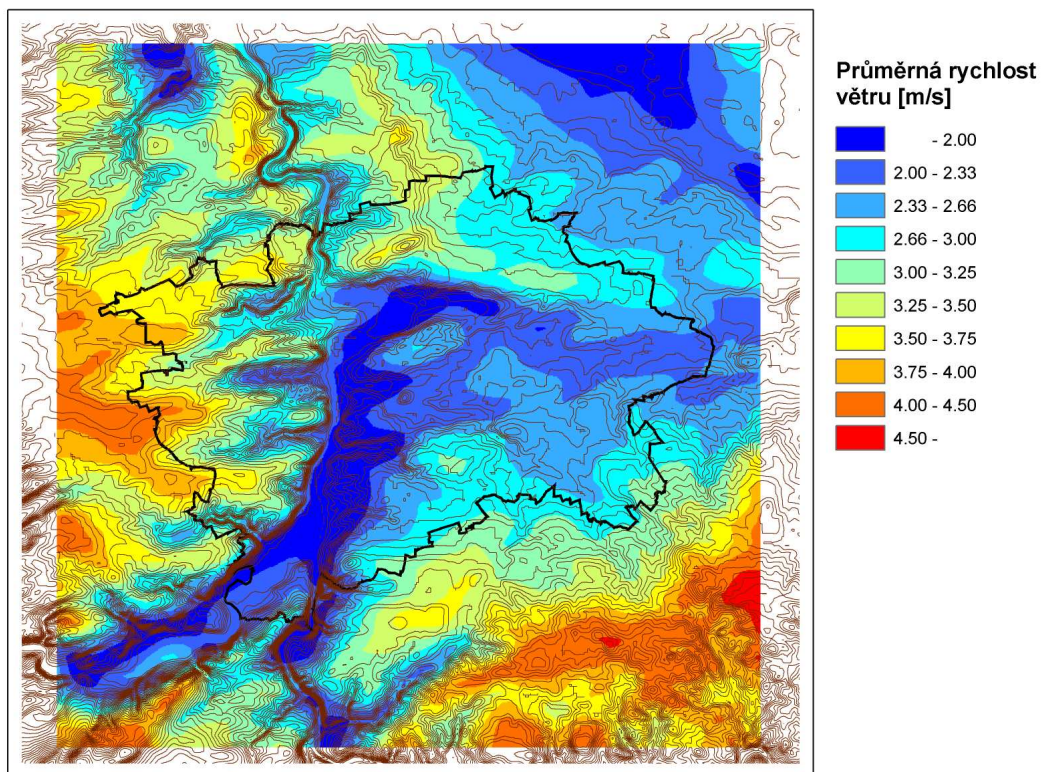 Průměrná rychlost
větru [m/s]
- 2.00
2.00 - 2.33
2.33 - 2.66
2.66 - 3.00
3.00 - 3.25
3.25 - 3.50
3.50 - 3.75
3.75 - 4.00
4.00 - 4.50
4.50 -